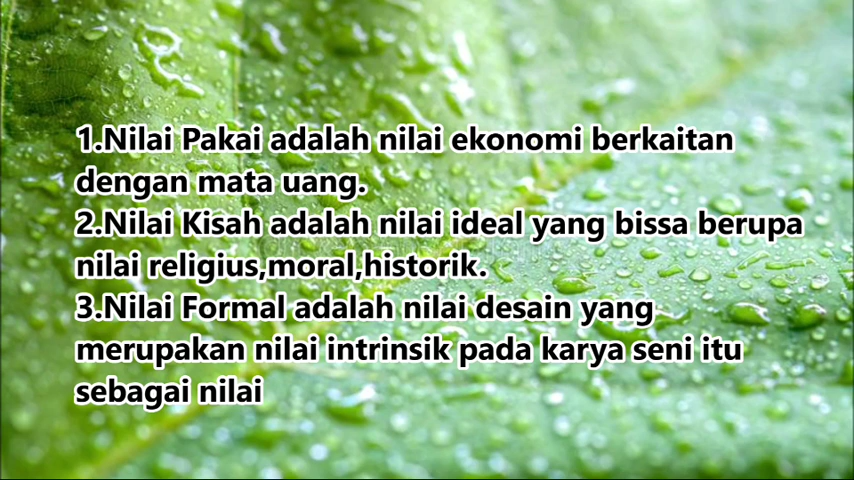 1.Nilai Pakai adalah nilai ekonomi berkaitan
dengan mata uang.
2.Nilai Kisah adalah nilai ideal yang bissa berupa
nilai religius,moral,historik.
3.Nilai Formal adalah nilai desain yang
merupakan nilai intrinsik pada karya seni itu
sebagai nilai